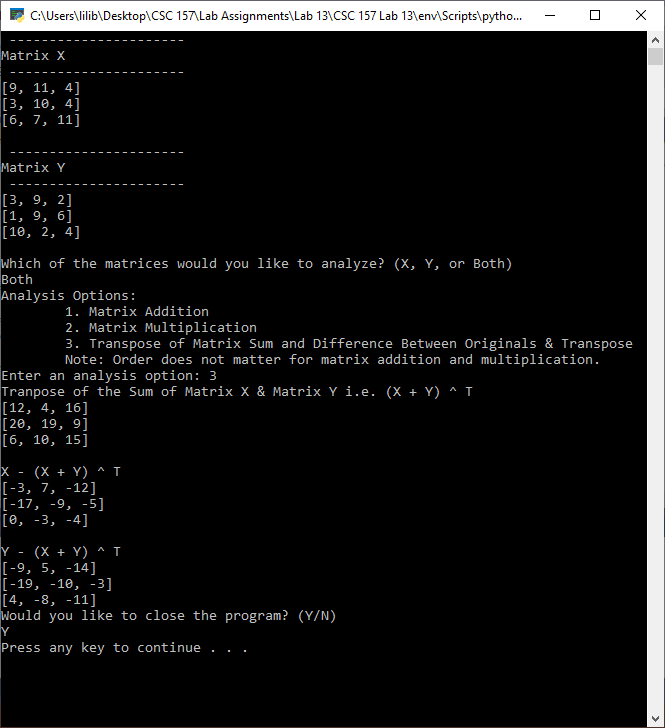 C:\Users\lilib\Desktop\CSC 157\Lab Assignments\Lab 13\CSC 157 Lab 13\env\Scripts\pytho...
----------------------
Matrix X
----------------------
[9, 11, 4]
[3, 10, 4]
[6, 7, 11]
----------------------
Matrix Y
----------------------
[3, 9, 2]
[1, 9, 6]
[10, 2, 4]
Which of the matrices would you like to analyze? (X, Y, or Both)
Both
Analysis Options:
1. Matrix Addition
2. Matrix Multiplication
3. Transpose of Matrix Sum and Difference Between Originals & Transpose
Note: Order does not matter for matrix addition and multiplication.
Enter an analysis option: 3
Tranpose of the Sum of Matrix X & Matrix Y i.e. (X + Y) ^ T
[12, 4, 16]
[20, 19, 9]
[6, 10, 15]
X - (X + Y) ^ T
[-3, 7, -12]
[-17, -9, -5]
[0, -3, -4]
Y - (X + Y) ^ T
[-9, 5, -14]
[-19, -10, -3]
[4, -8, -11]
Would you like to close the program? (Y/N)
Y
Press any key to continue . . .